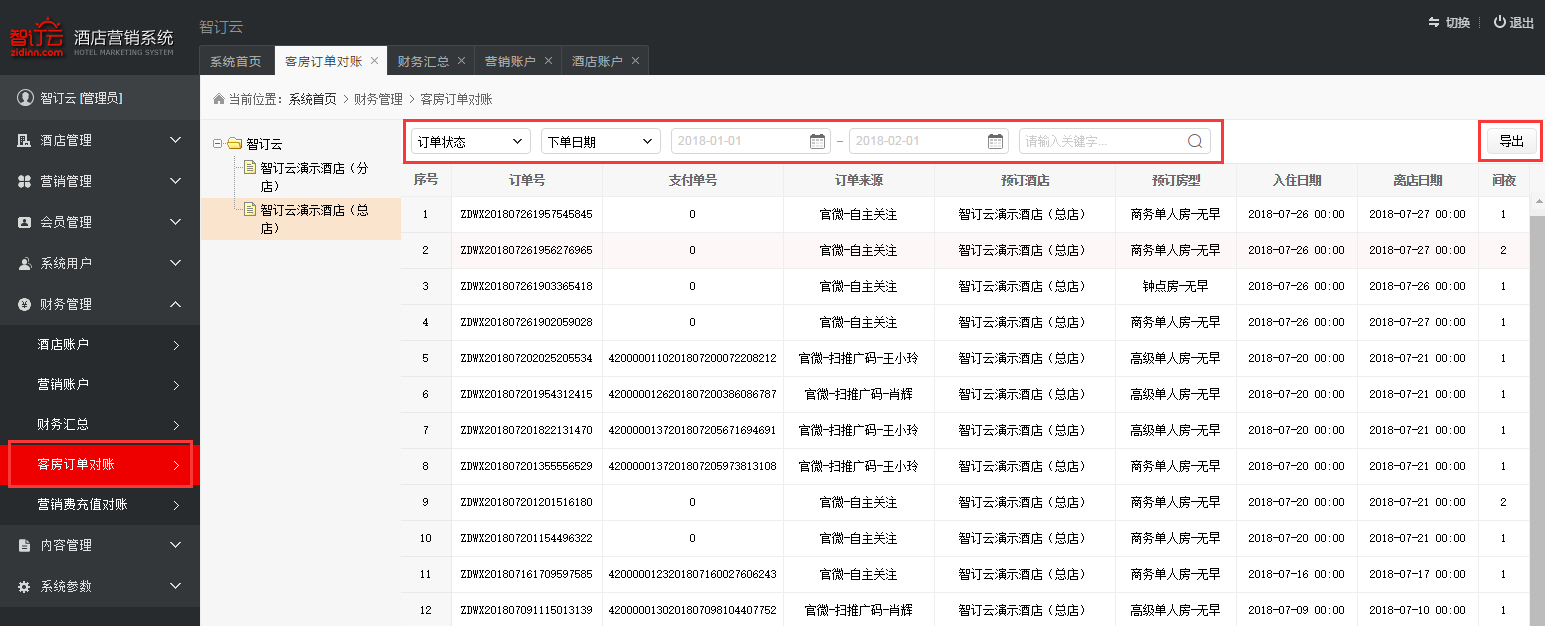 智订云
zidinn.com
酒店营销系统
HOTEL MARKETING SYSTEM
智订云
切换
退出
系统首页
客房订单对账 ×
财务汇总 ×
营销账户 ×
酒店账户 ×
智订云 [管理员]
酒店管理
营销管理
会员管理
系统用户
财务管理
酒店账户
营销账户
财务汇总
客房订单对账
营销费充值对账
内容管理
系统参数
当前位置：系统首页 > 财务管理 > 客房订单对账
智订云
智订云演示酒店（分
店）
智订云演示酒店（总
店）
订单状态 下单日期 2018-01-01 – 2018-02-01 请输入关键字... 导出
序号 订单号 支付单号 订单来源 预订酒店 预订房型 入住日期 离店日期 间夜
1 ZDWX201807261957545845 0 官微-自主关注 智订云演示酒店（总店） 商务单人房-无早 2018-07-26 00:00 2018-07-27 00:00 1
2 ZDWX201807261956276965 0 官微-自主关注 智订云演示酒店（总店） 商务单人房-无早 2018-07-26 00:00 2018-07-27 00:00 2
3 ZDWX201807261903365418 0 官微-自主关注 智订云演示酒店（总店） 钟点房-无早 2018-07-26 00:00 2018-07-26 00:00 1
4 ZDWX201807261902059028 0 官微-自主关注 智订云演示酒店（总店） 商务单人房-无早 2018-07-26 00:00 2018-07-27 00:00 1
5 ZDWX201807202025205534 4200000110201807200072208212 官微-扫推广码-王小玲 智订云演示酒店（总店） 高级单人房-无早 2018-07-20 00:00 2018-07-21 00:00 1
6 ZDWX201807201954312415 4200000126201807200386086787 官微-扫推广码-肖辉 智订云演示酒店（总店） 高级单人房-无早 2018-07-20 00:00 2018-07-21 00:00 1
7 ZDWX201807201822131470 4200000137201807205671694691 官微-扫推广码-王小玲 智订云演示酒店（总店） 高级单人房-无早 2018-07-20 00:00 2018-07-21 00:00 1
8 ZDWX201807201355556529 4200000137201807205973813108 官微-扫推广码-王小玲 智订云演示酒店（总店） 商务单人房-无早 2018-07-20 00:00 2018-07-21 00:00 1
9 ZDWX201807201201516180 0 官微-自主关注 智订云演示酒店（总店） 商务单人房-无早 2018-07-20 00:00 2018-07-21 00:00 2
10 ZDWX201807201154496322 0 官微-自主关注 智订云演示酒店（总店） 商务单人房-无早 2018-07-20 00:00 2018-07-21 00:00 1
11 ZDWX201807161709597585 4200000123201807160027606243 官微-自主关注 智订云演示酒店（总店） 商务单人房-无早 2018-07-16 00:00 2018-07-17 00:00 1
12 ZDWX201807091115013139 4200000130201807098104407752 官微-扫推广码-肖辉 智订云演示酒店（总店） 高级单人房-无早 2018-07-09 00:00 2018-07-10 00:00 1